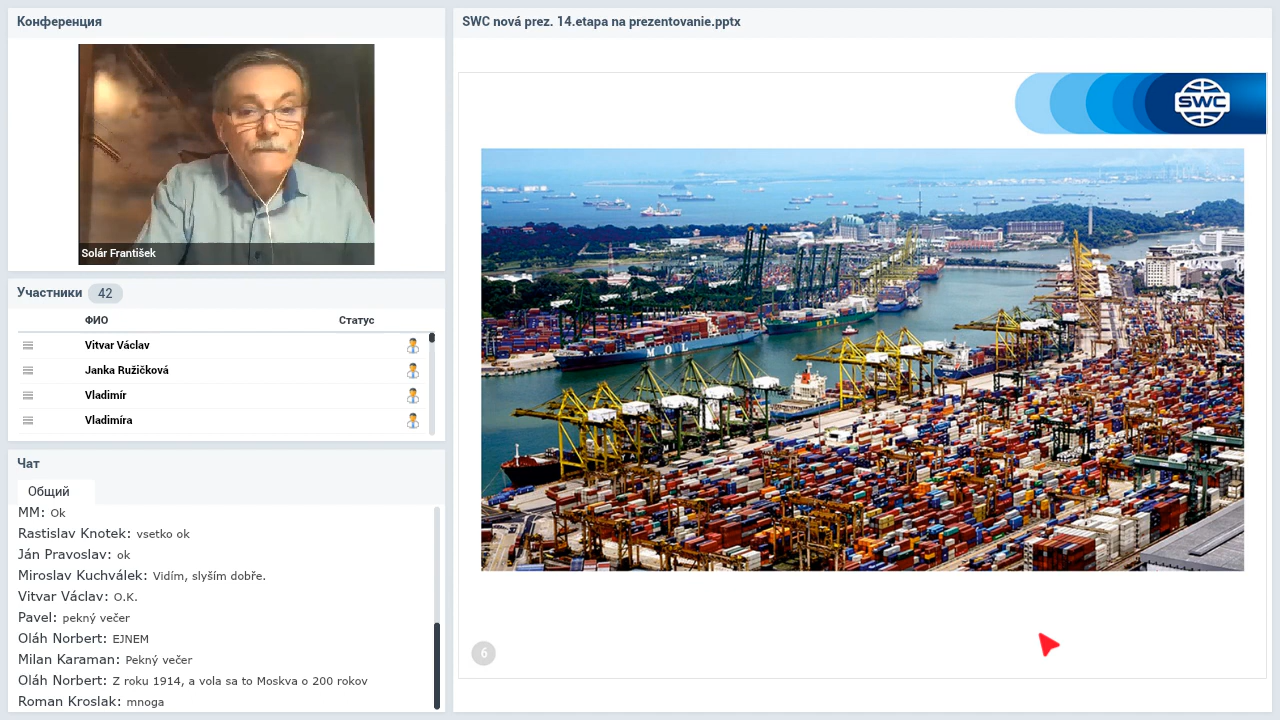 Конференция
Solár František
Участники 42
ФИО Статус
Vitvar Václav
Janka Ružičková
Vladimír
Vladimíra
Чат
Общий
MM: Ok
Rastislav Knotek: vsetko ok
Ján Pravoslav: ok
Miroslav Kuchválek: Vidím, slyším dobře.
Vitvar Václav: O.K.
Pavel: pekný večer
Oláh Norbert: EJNEM
Milan Karaman: Pekný večer
Oláh Norbert: Z roku 1914, a vola sa to Moskva o 200 rokov
Roman Kroslak: mnoga
SWC nová prez. 14.etapa na prezentovanie.pptx
SWC
MOL
6